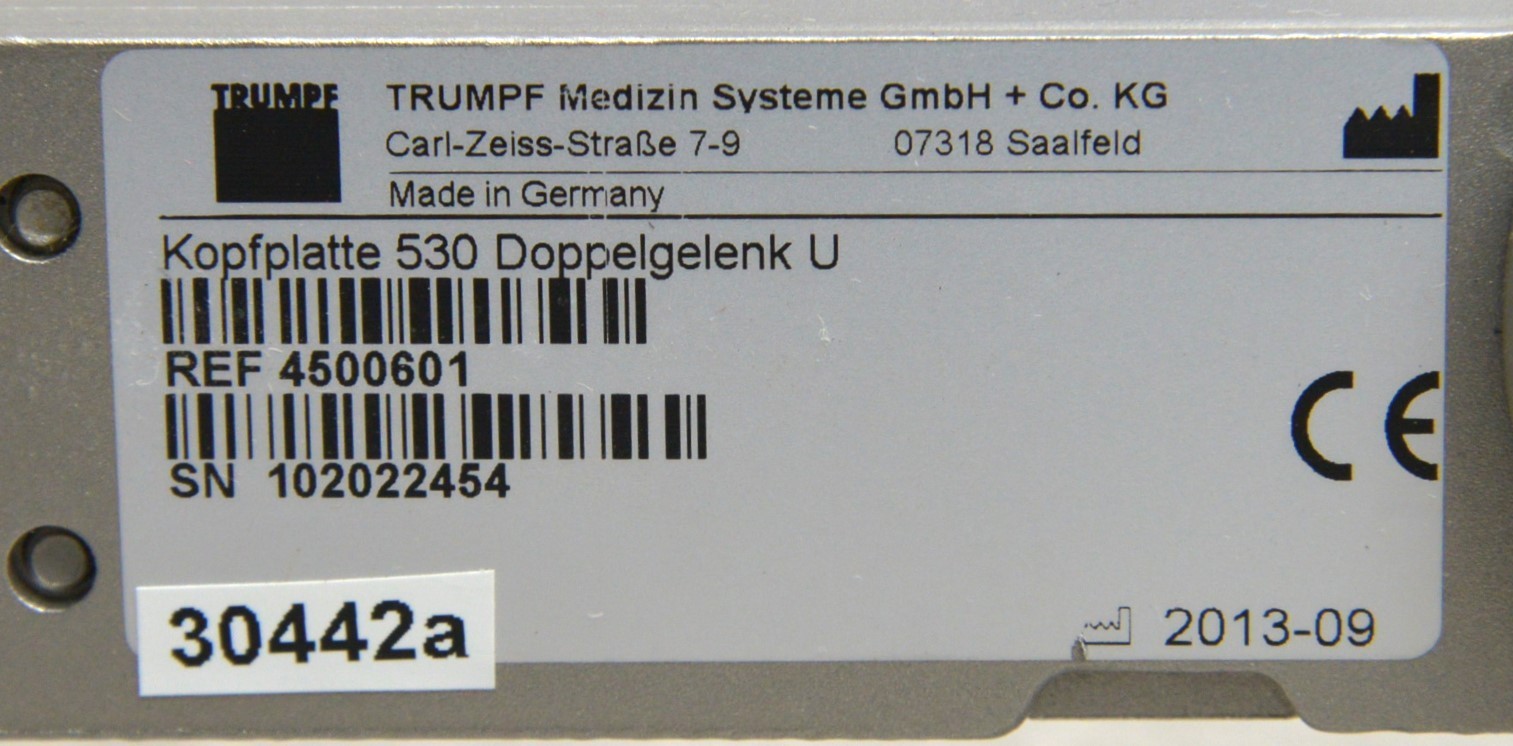 TRUMPF
TRUMPF Medizin Systeme GmbH + Co. KG
Carl-Zeiss-Straße 7-9 07318 Saalfeld
Made in Germany
Kopfplatte 530 Doppelgelenk U
REF 4500601
SN 102022454
CE
30442a
2013-09